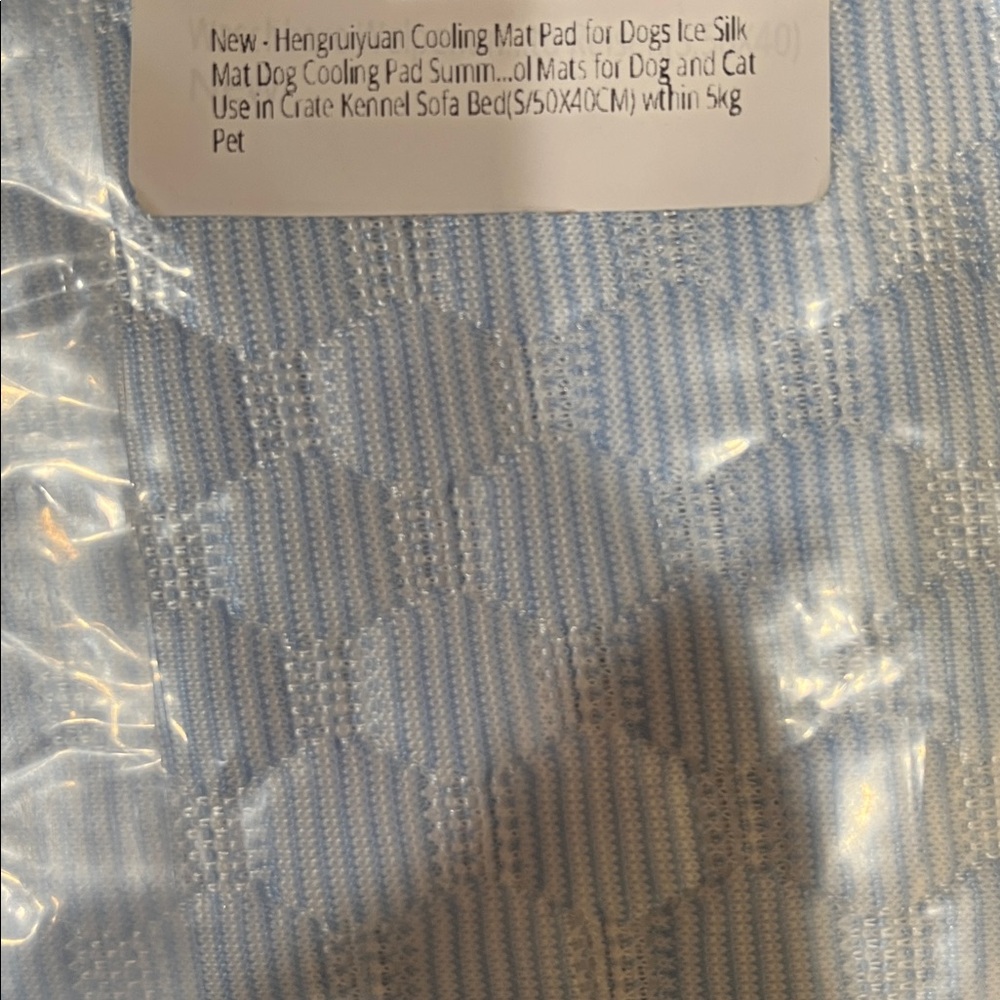 New - Hengruiyuan Cooling Mat Pad for Dogs Ice Silk
Mat Dog Cooling Pad Summ...ol Mats for Dog and Cat
Use in Crate Kennel Sofa Bed(S/50X40CM) wthin 5kg
Pet